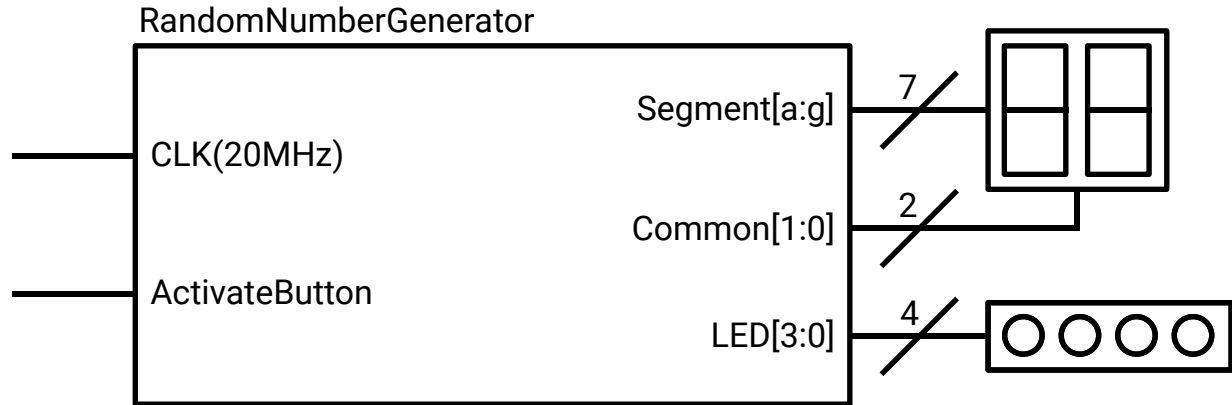 RandomNumberGenerator
CLK(20MHz)
ActivateButton
Segment[a:g]
7
Common[1:0]
2
LED[3:0]
4